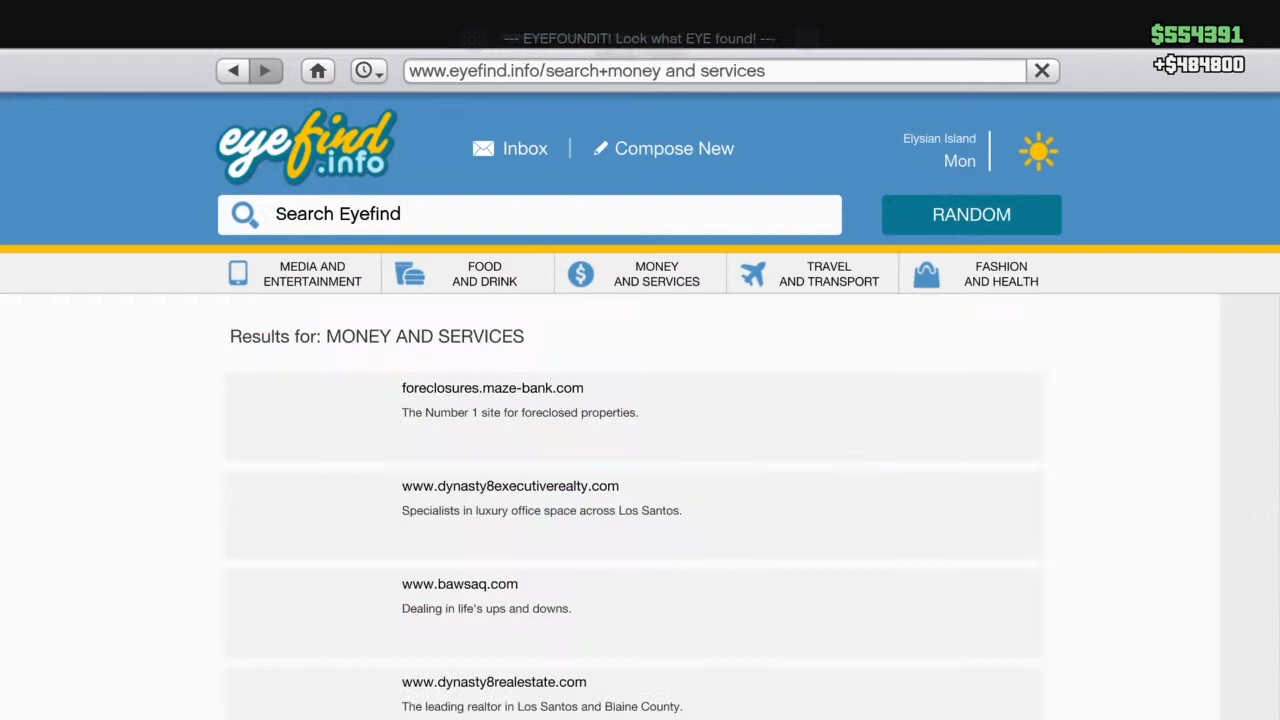 --- EYEFOUNDIT! Look what EYE found! ---
$554391
+$484800
www.eyefind.info/search+money and services
eyefind
.info
Inbox
Compose New
Elysian Island
Mon
Search Eyefind
RANDOM
MEDIA AND
ENTERTAINMENT
FOOD
AND DRINK
MONEY
AND SERVICES
TRAVEL
AND TRANSPORT
FASHION
AND HEALTH
Results for: MONEY AND SERVICES
foreclosures.maze-bank.com
The Number 1 site for foreclosed properties.
www.dynasty8executiverealty.com
Specialists in luxury office space across Los Santos.
www.bawsaq.com
Dealing in life's ups and downs.
www.dynasty8realestate.com
The leading realtor in Los Santos and Blaine County.